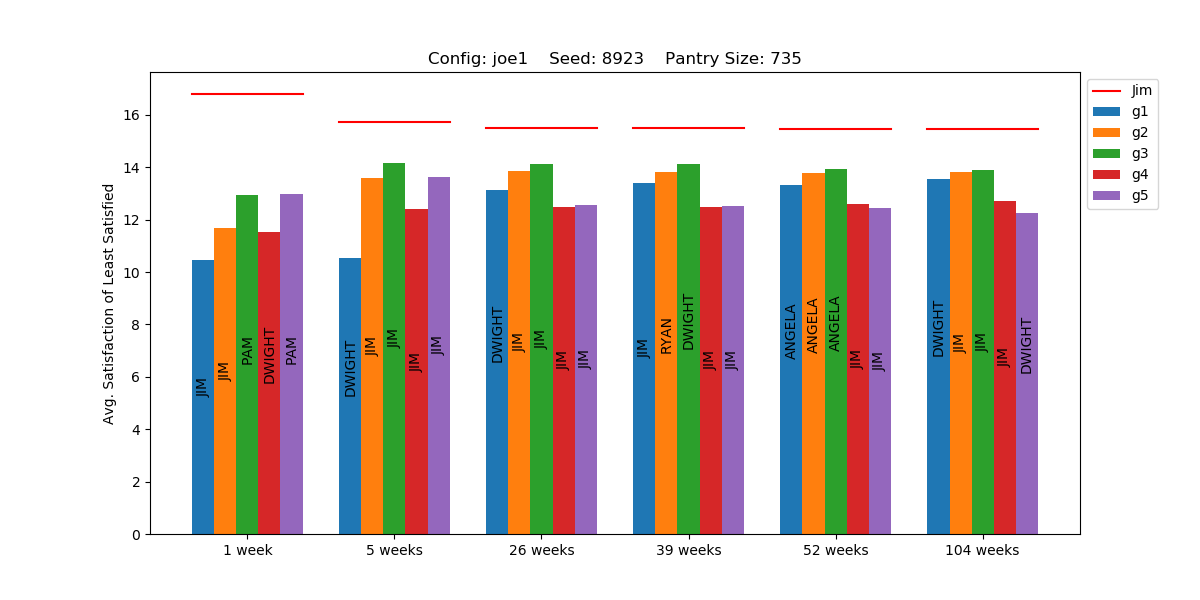 Config: joe1    Seed: 8923    Pantry Size: 735
Avg. Satisfaction of Least Satisfied
16
14
12
10
8
6
4
2
0
JIM
JIM
PAM
DWIGHT
PAM
DWIGHT
JIM
JIM
JIM
JIM
DWIGHT
JIM
JIM
JIM
JIM
JIM
RYAN
DWIGHT
JIM
JIM
ANGELA
ANGELA
ANGELA
JIM
JIM
DWIGHT
JIM
JIM
JIM
DWIGHT
1 week
5 weeks
26 weeks
39 weeks
52 weeks
104 weeks
Jim
g1
g2
g3
g4
g5